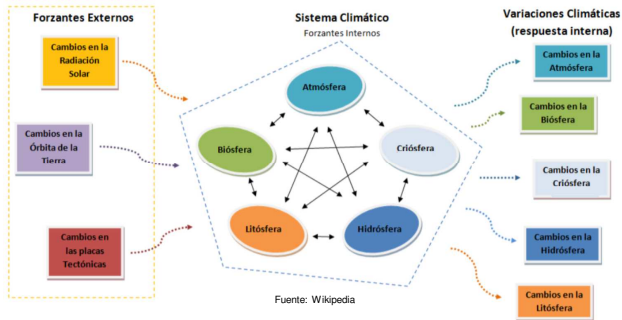 Forzantes Externos
Cambios en la
Radiación
Solar
Cambios en la
Órbita de la
Tierra
Cambios en
las placas
Tectónicas
Sistema Climático
Forzantes Internos
Atmósfera
Biósfera
Criósfera
Litósfera
Hidrósfera
Fuente: Wikipedia
Variaciones Climáticas
(respuesta interna)
Cambios en la
Atmósfera
Cambios en la
Biósfera
Cambios en la
Criósfera
Cambios en la
Hidrósfera
Cambios en la
Litósfera